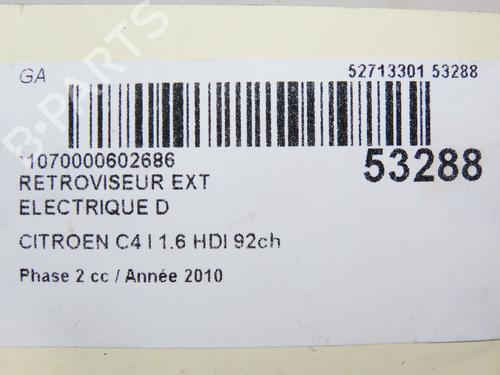 GA
52713301 53288
1070000602686
53288
RETROVISEUR EXT
ELECTRIQUE D
CITROEN C4 I 1.6 HDI 92ch
Phase 2 cc / Année 2010
B-PARTS